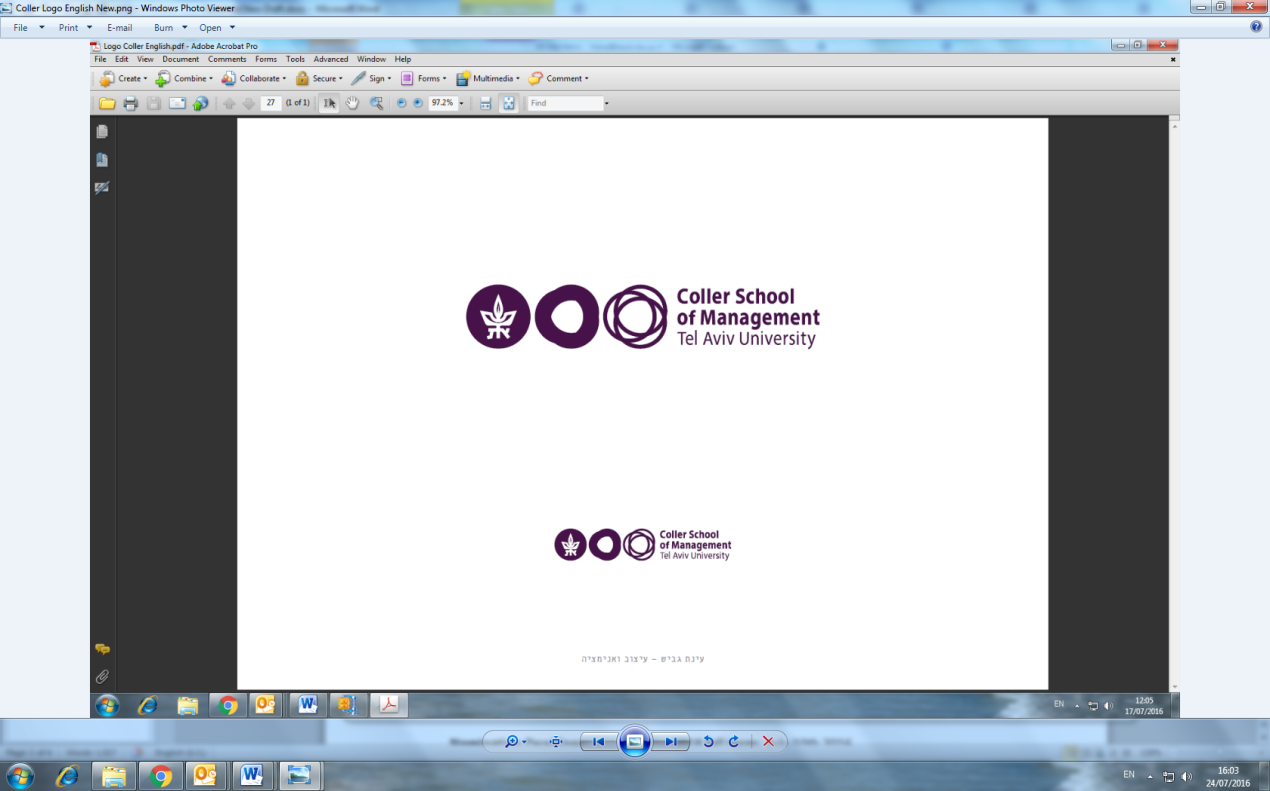 Coller Logo English New.png - Windows Photo Viewer
File Print E-mail Burn Open
Logo Coller English.pdf - Adobe Acrobat Pro
File Edit View Document Comments Forms Tools Advanced Window Help
Create Combine Collaborate Secure Sign Forms Multimedia Comment
27 (1 of 1) 97.2% Find
Coller School
of Management
Tel Aviv University
Coller School
of Management
Tel Aviv University
עינת גביש – עיצוב ואנימציה
EN 12:05
17/07/2016
EN 16:03
24/07/2016